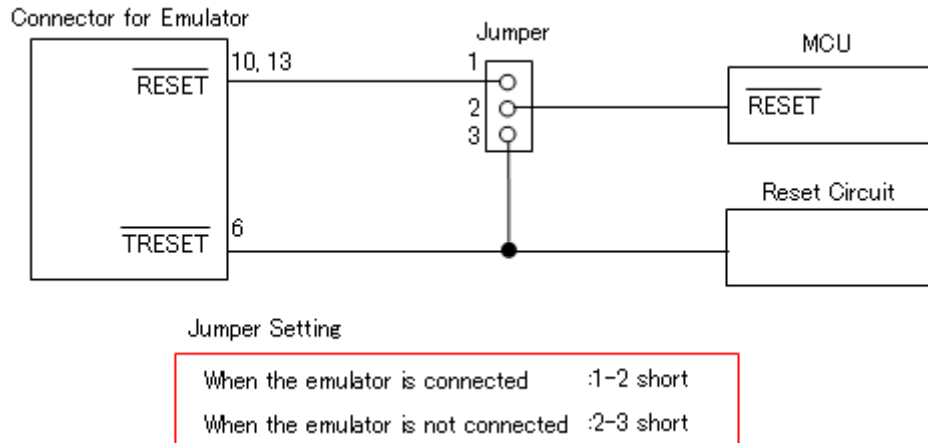 Connector for Emulator
Jumper
MCU
10, 13
1
RESET
2
RESET
3
Reset Circuit
6
TRESET
Jumper Setting
When the emulator is connected :1-2 short
When the emulator is not connected :2-3 short